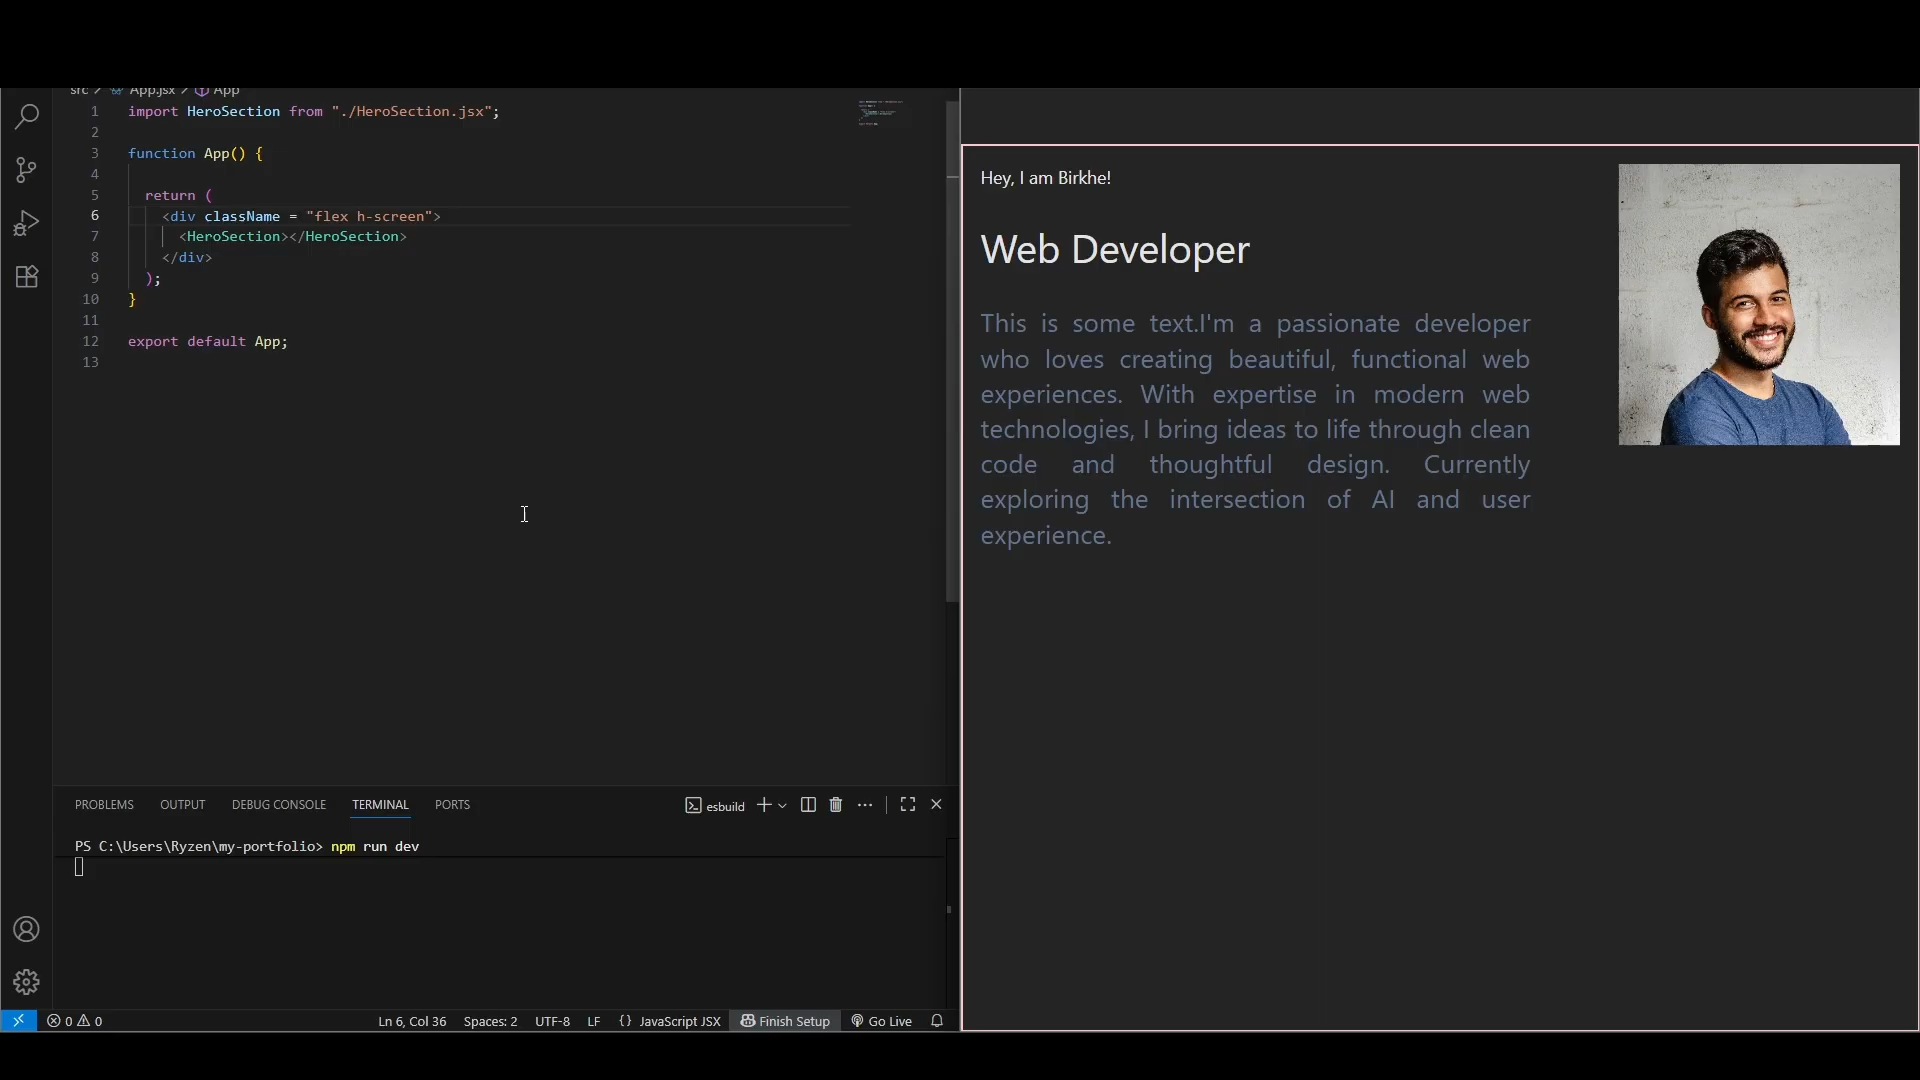 src > App.jsx > App
1 import HeroSection from "./HeroSection.jsx";
2
3 function App() {
4
5 return (
6 <div className = "flex h-screen">
7 <HeroSection></HeroSection>
8 </div>
9 );
10 }
11
12 export default App;
13
PROBLEMS OUTPUT DEBUG CONSOLE TERMINAL PORTS esbuild
PS C:\Users\Ryzen\my-portfolio> npm run dev
0 0 Ln 6, Col 36 Spaces: 2 UTF-8 LF {} JavaScript JSX Finish Setup Go Live
Hey, I am Birkhe!
Web Developer
This is some text.I'm a passionate developer
who loves creating beautiful, functional web
experiences. With expertise in modern web
technologies, I bring ideas to life through clean
code and thoughtful design. Currently
exploring the intersection of AI and user
experience.